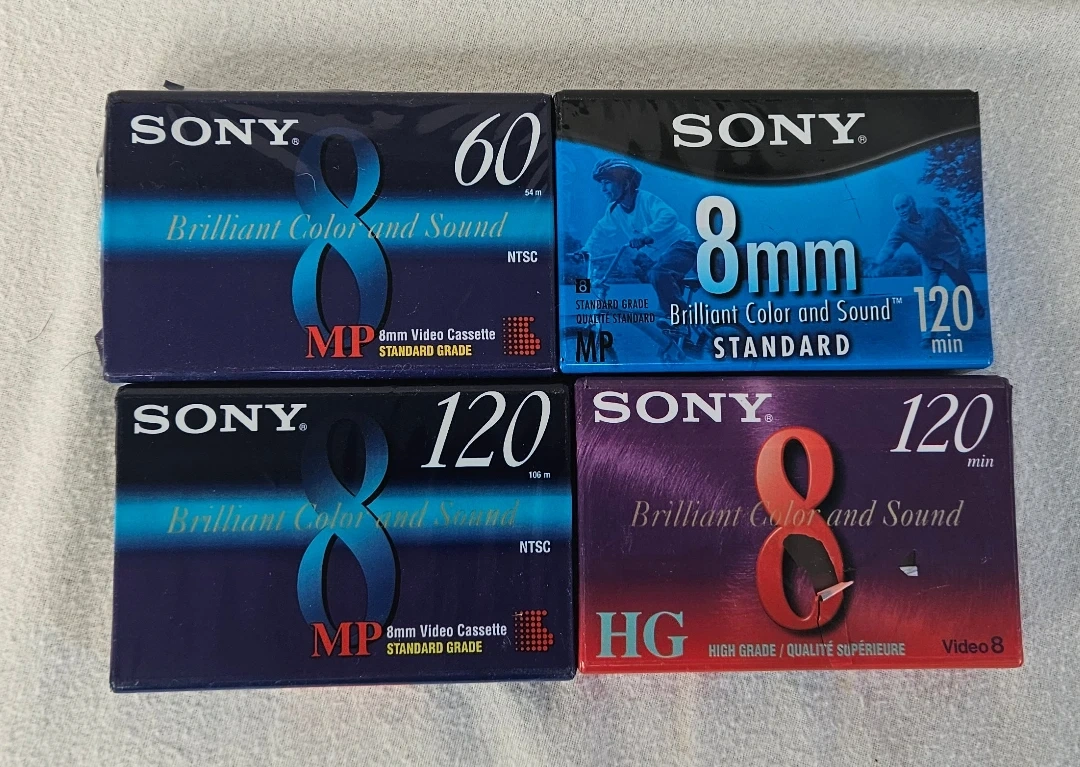 SONY®
60
54 m
8
Brilliant Color and Sound
NTSC
MP 8mm Video Cassette
STANDARD GRADE
SONY®
8mm
8
STANDARD GRADE
QUALITÉ STANDARD
MP
Brilliant Color and Sound™
STANDARD
120
min
SONY®
120
106 m
8
Brilliant Color and Sound
NTSC
MP 8mm Video Cassette
STANDARD GRADE
SONY®
120
min
8
Brilliant Color and Sound
HG HIGH GRADE / QUALITÉ SUPÉRIEURE
Video 8